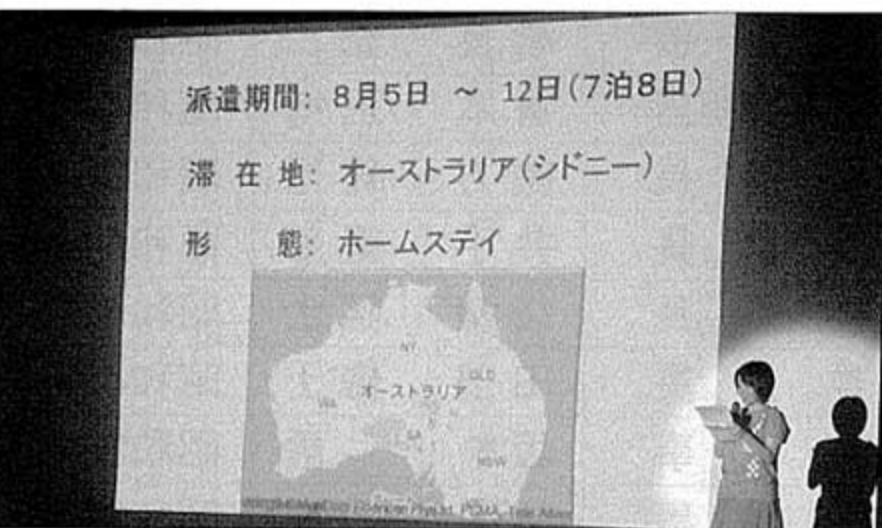 派遣期間: 8月5日 ～ 12日(7泊8日)
滞 在 地: オーストラリア(シドニー)
形　　態: ホームステイ
NT
QLD
オーストラリア
WA
SA
NSW